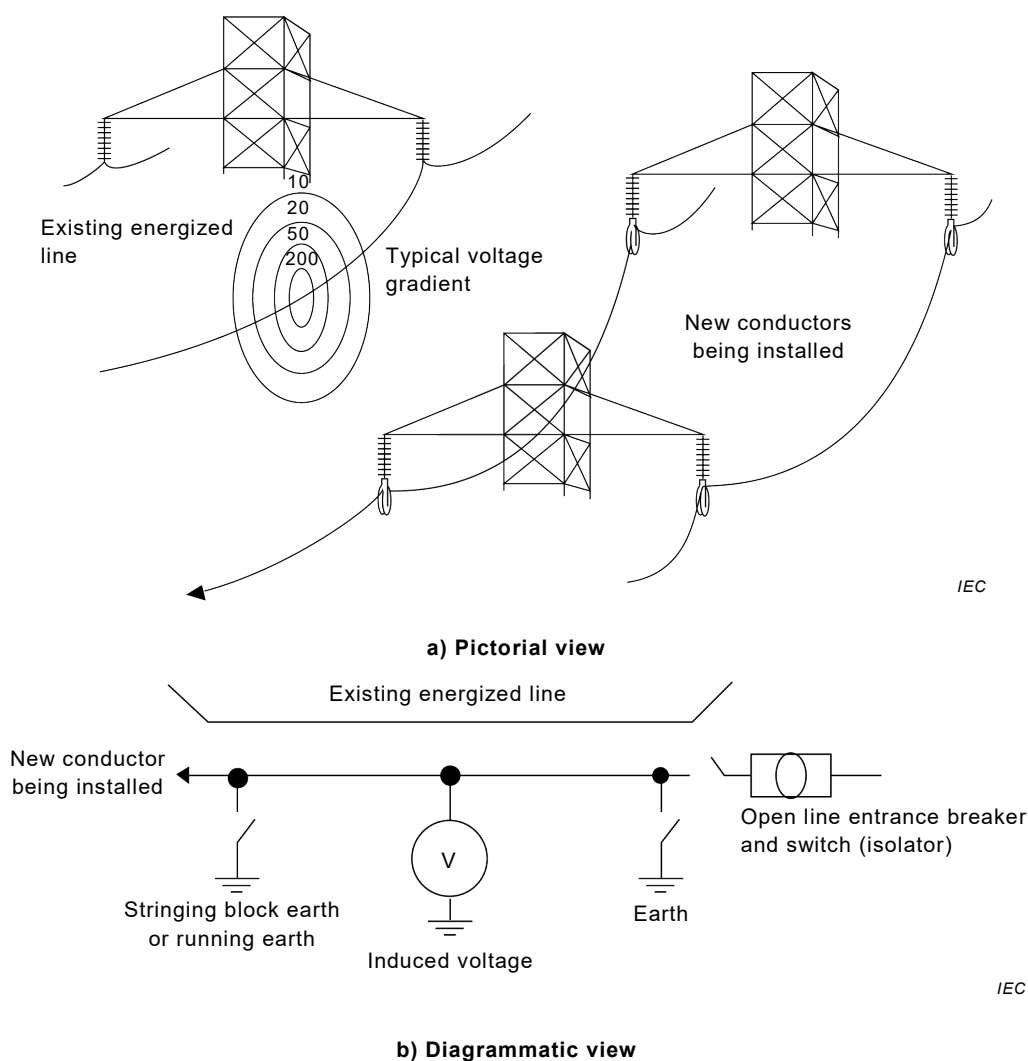 10
20
50
200
Existing energized
line
Typical voltage
gradient
New conductors
being installed
IEC
a) Pictorial view
Existing energized line
New conductor
being installed
Open line entrance breaker
and switch (isolator)
V
Stringing block earth
or running earth
Earth
Induced voltage
IEC
b) Diagrammatic view